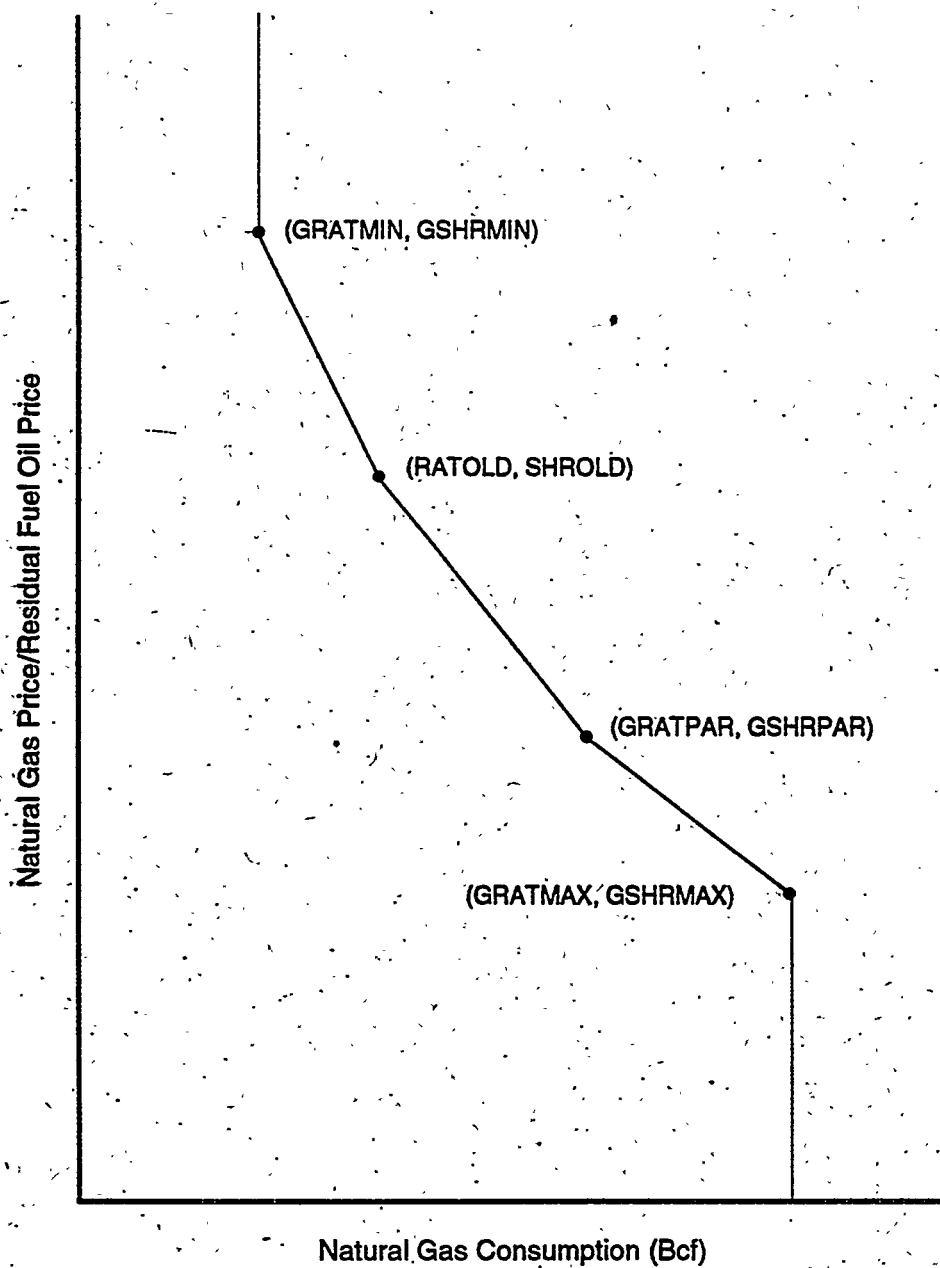 (GRATMIN, GSHRMIN)
(RATOLD, SHROLD)
(GRATPAR, GSHRPAR)
(GRATMAX, GSHRMAX)
Natural Gas Price/Residual Fuel Oil Price
Natural Gas Consumption (Bcf)